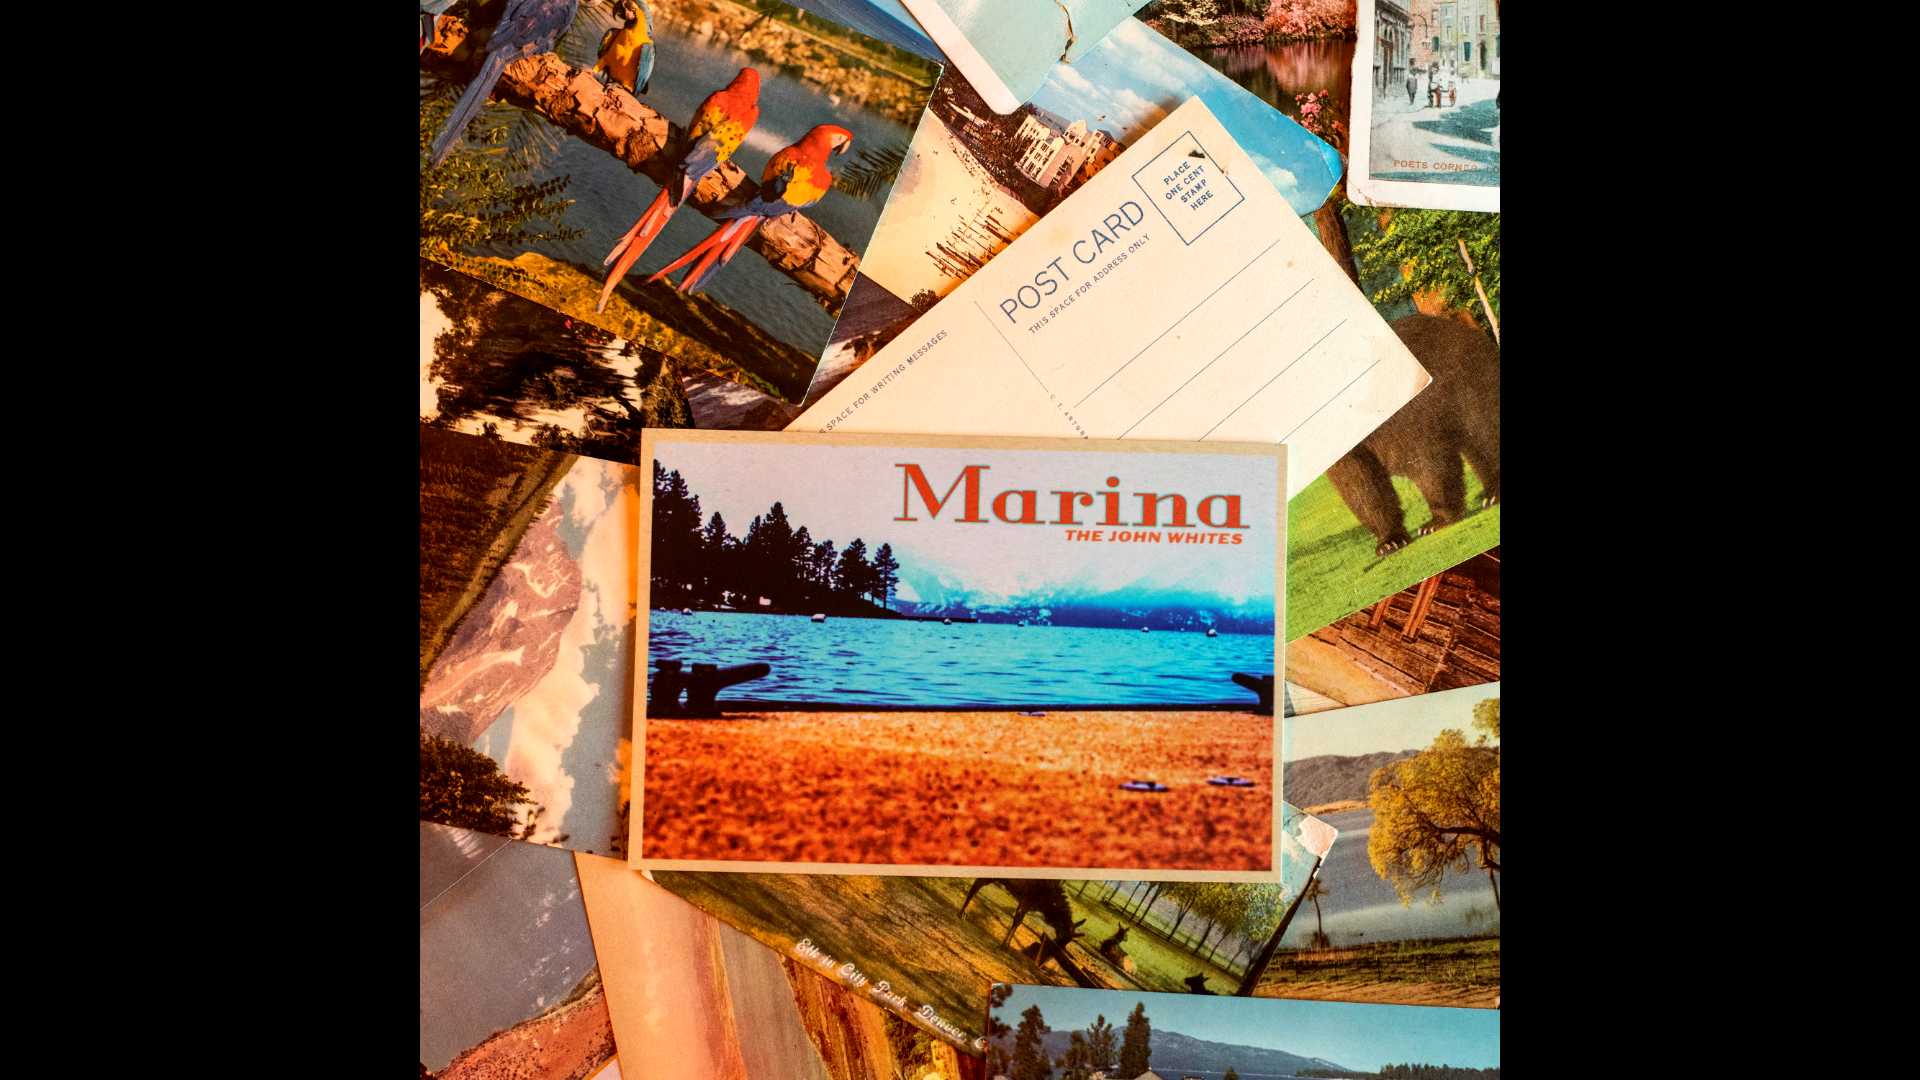 POETS CORNER
PLACE
ONE CENT
STAMP
HERE
POST CARD
THIS SPACE FOR ADDRESS ONLY
SPACE FOR WRITING MESSAGES
Marina
THE JOHN WHITES
Elk in City Park, Denver,